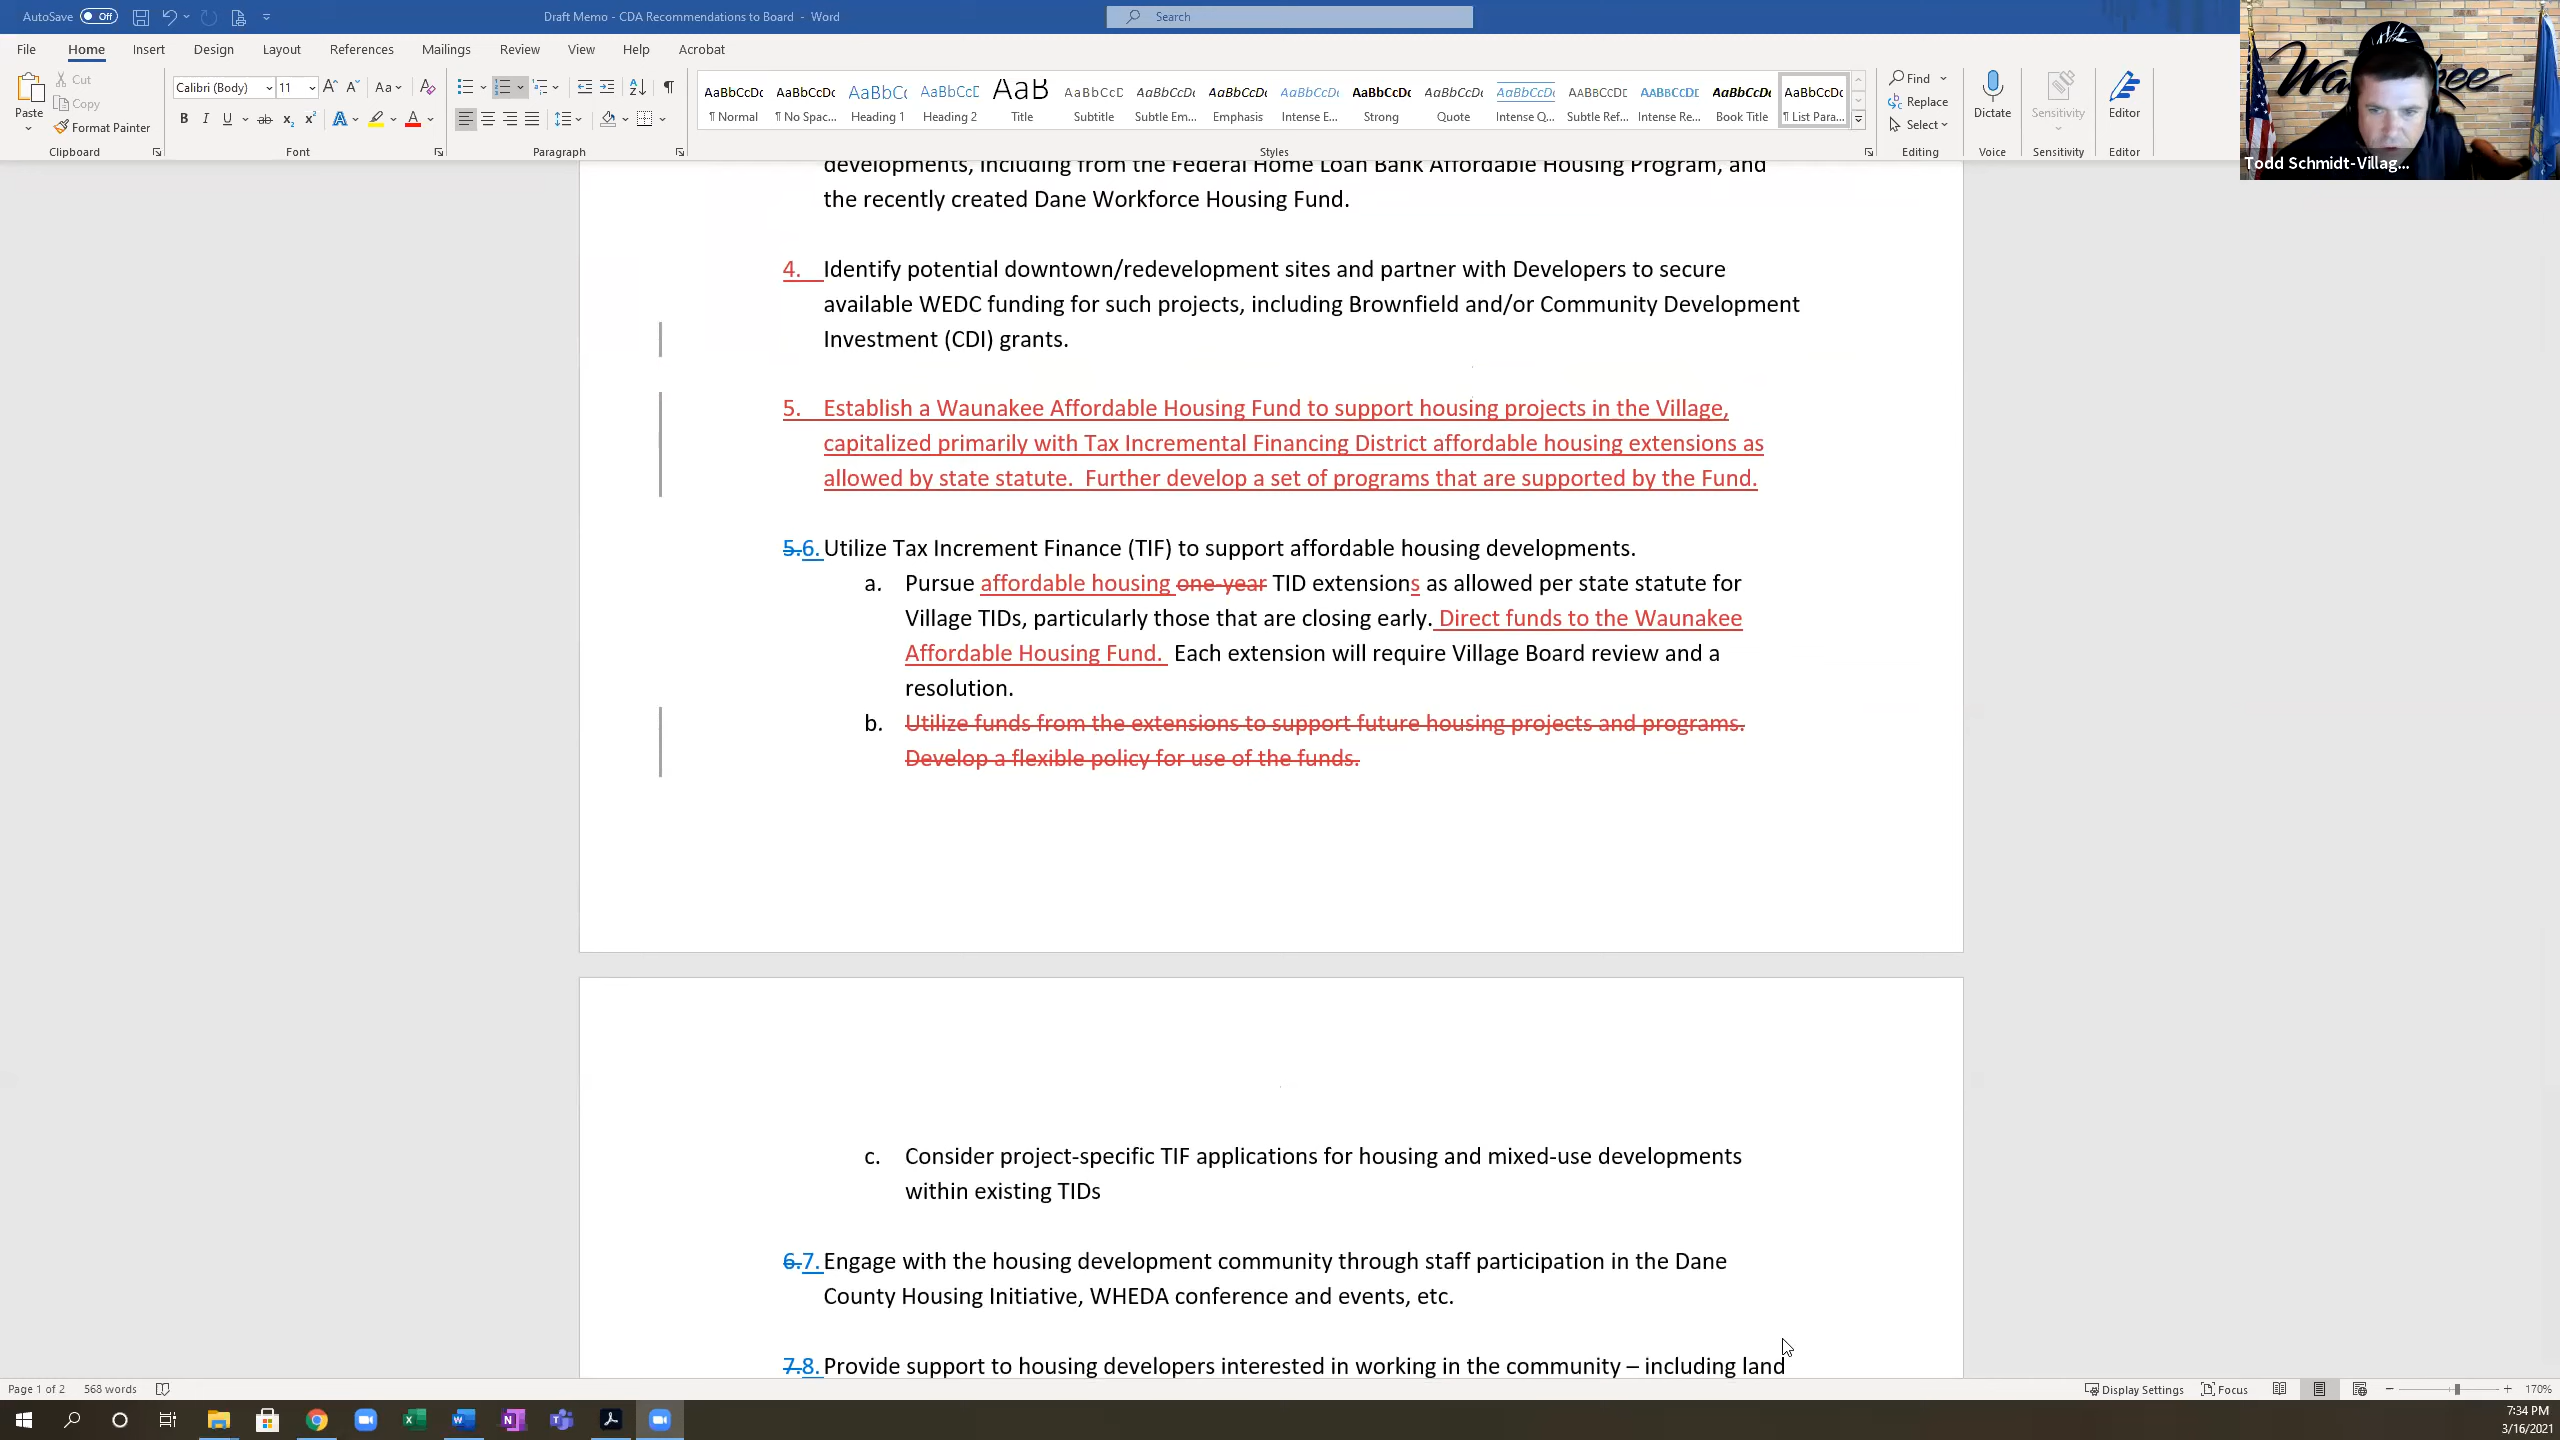 AutoSave Off
Draft Memo - CDA Recommendations to Board - Word
Search
File Home Insert Design Layout References Mailings Review View Help Acrobat
Paste
Cut
Copy
Format Painter
Clipboard
Calibri (Body) 11
Font
Paragraph
AaBbCcDc AaBbCcDc AaBbCc AaBbCcD AaB AaBbCcD AaBbCcDc AaBbCcDc AaBbCcDc AaBbCcDc AaBbCcDc AaBbCcDc AABBCCDE AABBCCDE AaBbCcDc AaBbCcDc
¶ Normal ¶ No Spac... Heading 1 Heading 2 Title Subtitle Subtle Em... Emphasis Intense E... Strong Quote Intense Q... Subtle Ref... Intense Re... Book Title ¶ List Para...
Styles
Find
Replace
Select
Editing
Dictate
Voice
Sensitivity
Sensitivity
Editor
Editor
Waunakee
Todd Schmidt-Villag...
developments, including from the Federal Home Loan Bank Affordable Housing Program, and
the recently created Dane Workforce Housing Fund.
4. Identify potential downtown/redevelopment sites and partner with Developers to secure
available WEDC funding for such projects, including Brownfield and/or Community Development
Investment (CDI) grants.
5. Establish a Waunakee Affordable Housing Fund to support housing projects in the Village,
capitalized primarily with Tax Incremental Financing District affordable housing extensions as
allowed by state statute. Further develop a set of programs that are supported by the Fund.
5.6. Utilize Tax Increment Finance (TIF) to support affordable housing developments.
a. Pursue affordable housing one-year TID extensions as allowed per state statute for
Village TIDs, particularly those that are closing early. Direct funds to the Waunakee
Affordable Housing Fund. Each extension will require Village Board review and a
resolution.
b. Utilize funds from the extensions to support future housing projects and programs.
Develop a flexible policy for use of the funds.
c. Consider project-specific TIF applications for housing and mixed-use developments
within existing TIDs
6.7. Engage with the housing development community through staff participation in the Dane
County Housing Initiative, WHEDA conference and events, etc.
7.8. Provide support to housing developers interested in working in the community – including land
Page 1 of 2 568 words
Display Settings Focus 170%
7:34 PM
3/16/2021